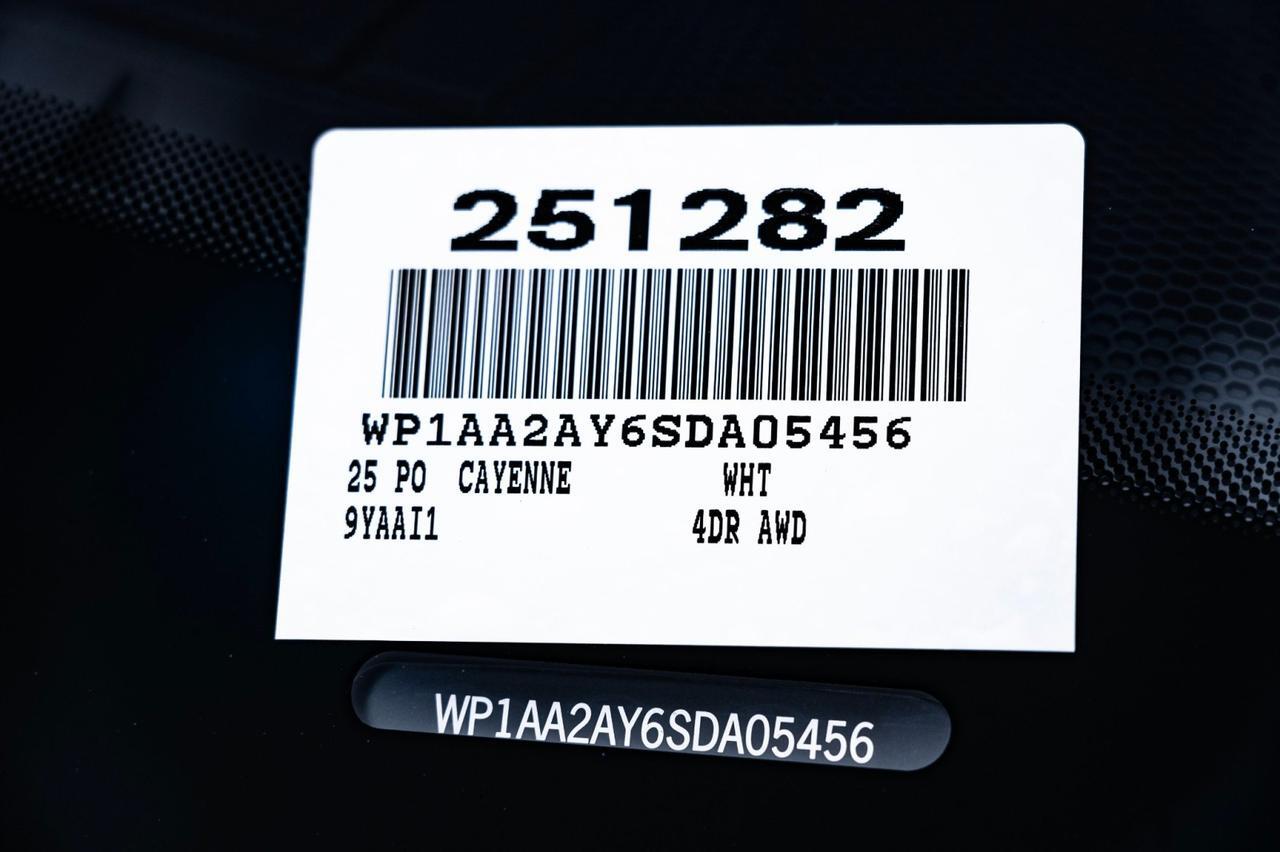 251282
WP1AA2AY6SDA05456
25 PO CAYENNE WHT
9YAAI1 4DR AWD
WP1AA2AY6SDA05456